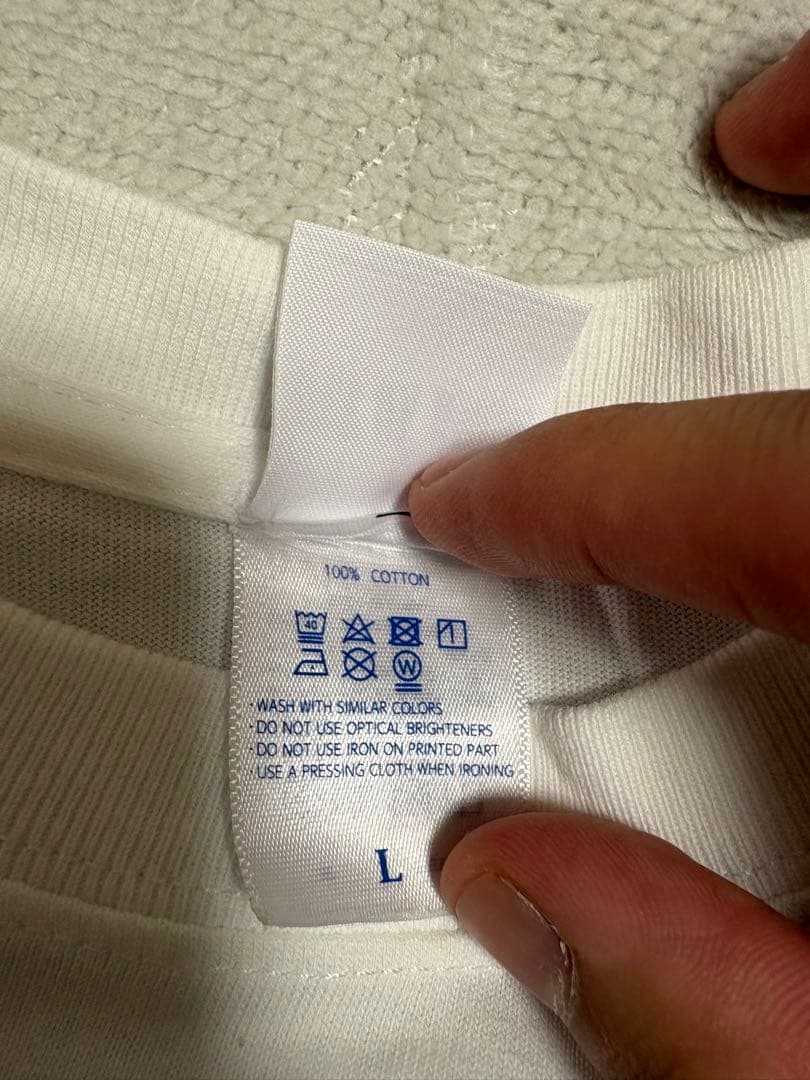 100% COTTON
40
W
· WASH WITH SIMILAR COLORS
· DO NOT USE OPTICAL BRIGHTENERS
· DO NOT USE IRON ON PRINTED PART
· USE A PRESSING CLOTH WHEN IRONING
L